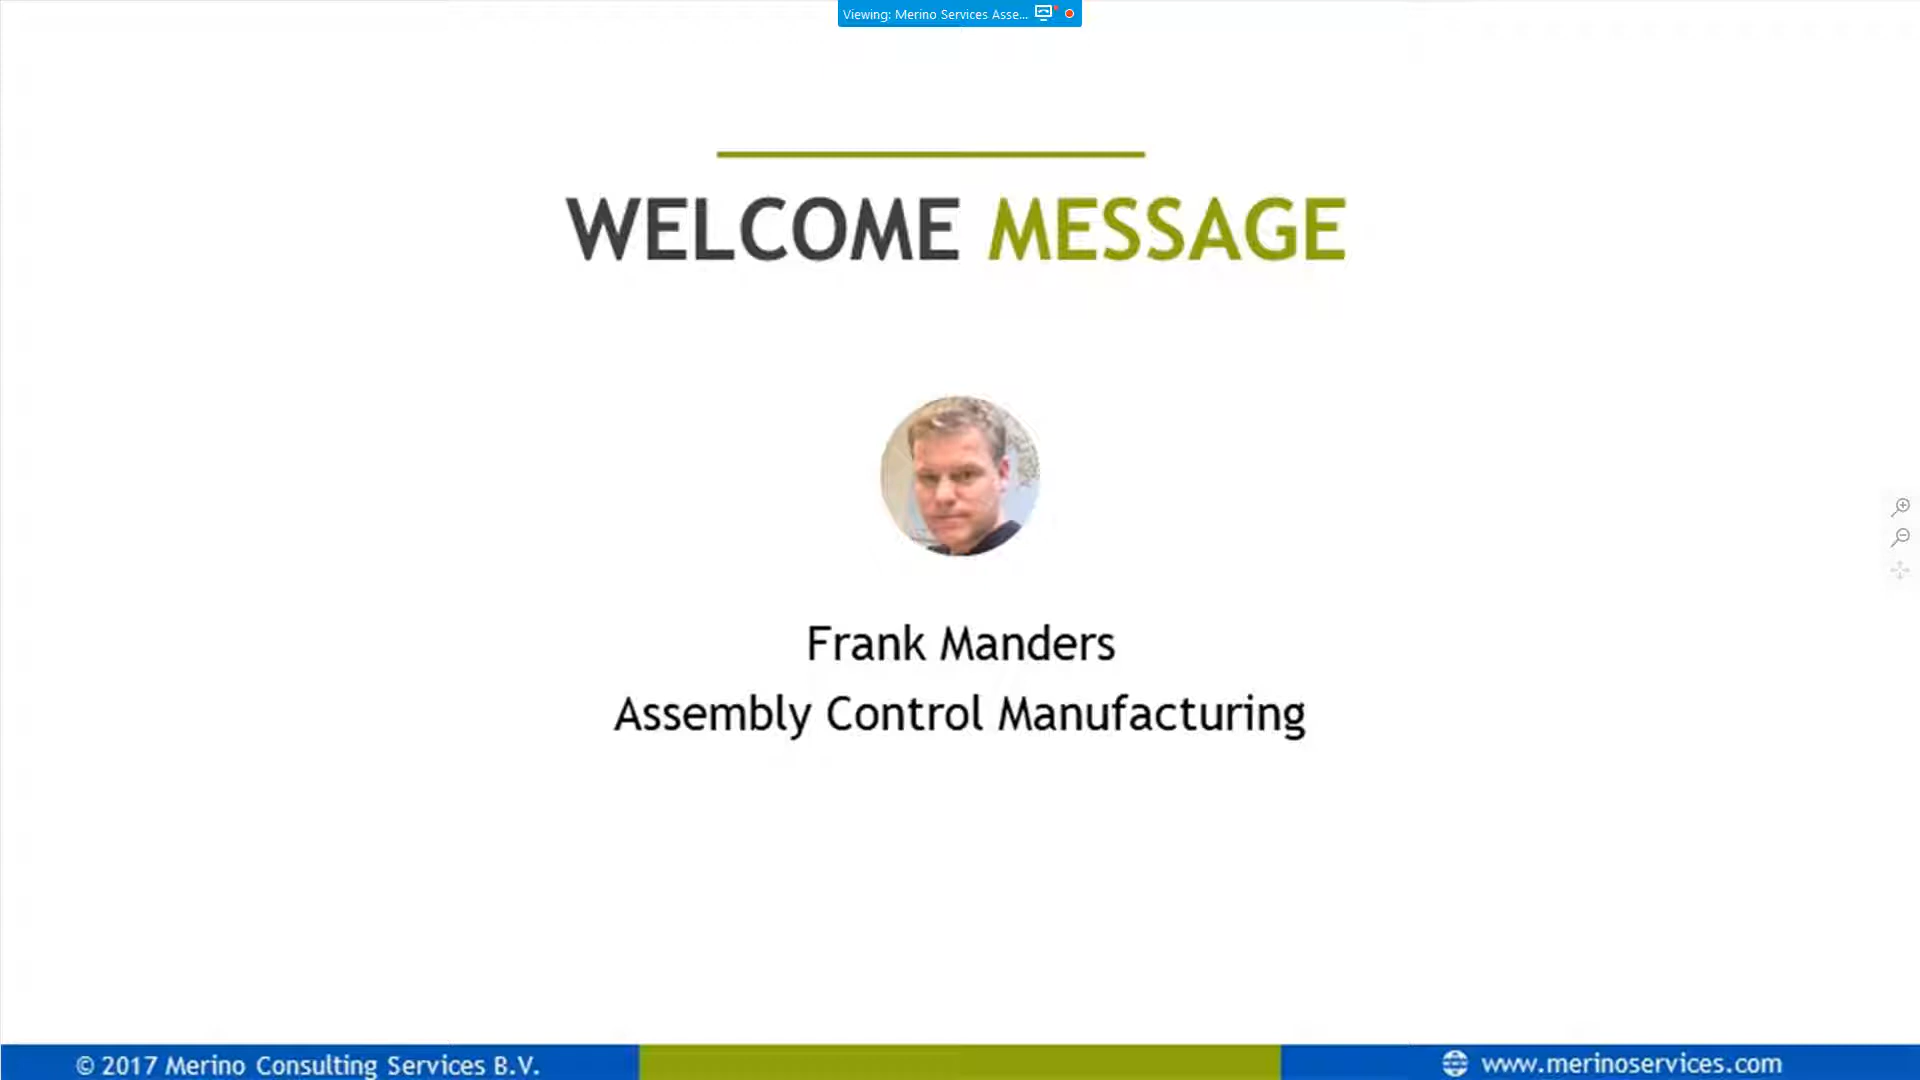 Viewing: Merino Services Asse...
WELCOME MESSAGE
Frank Manders
Assembly Control Manufacturing
© 2017 Merino Consulting Services B.V.
www.merinoservices.com